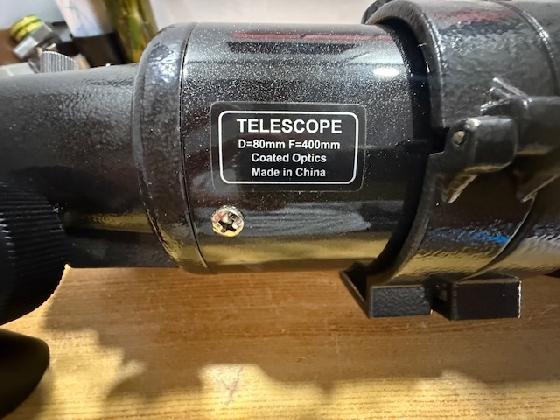 TELESCOPE
D=80mm F=400mm
Coated Optics
Made in China